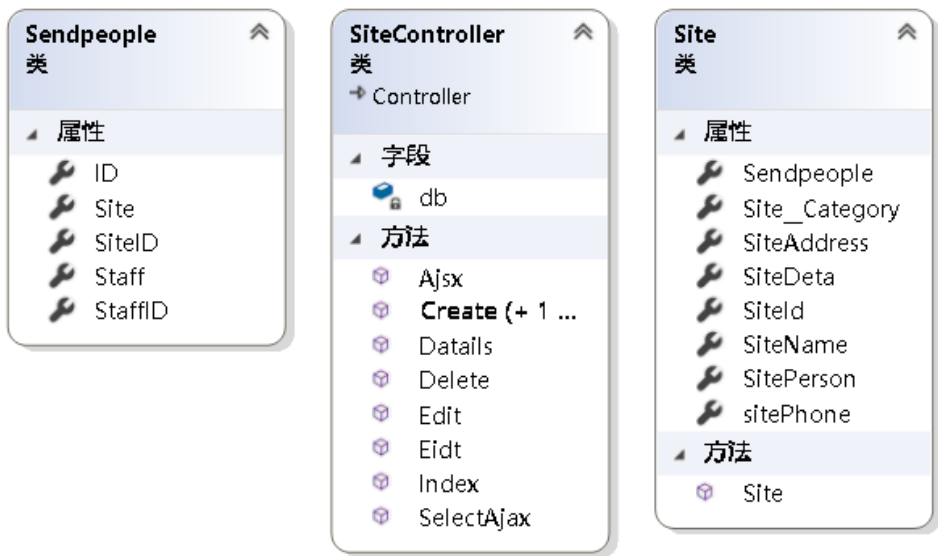 Sendpeople
类
属性
ID
Site
SiteID
Staff
StaffID
SiteController
类
Controller
字段
db
方法
Ajsx
Create (+ 1 ...
Datails
Delete
Edit
Eidt
Index
SelectAjax
Site
类
属性
Sendpeople
Site__Category
SiteAddress
SiteDeta
SiteId
SiteName
SitePerson
sitePhone
方法
Site